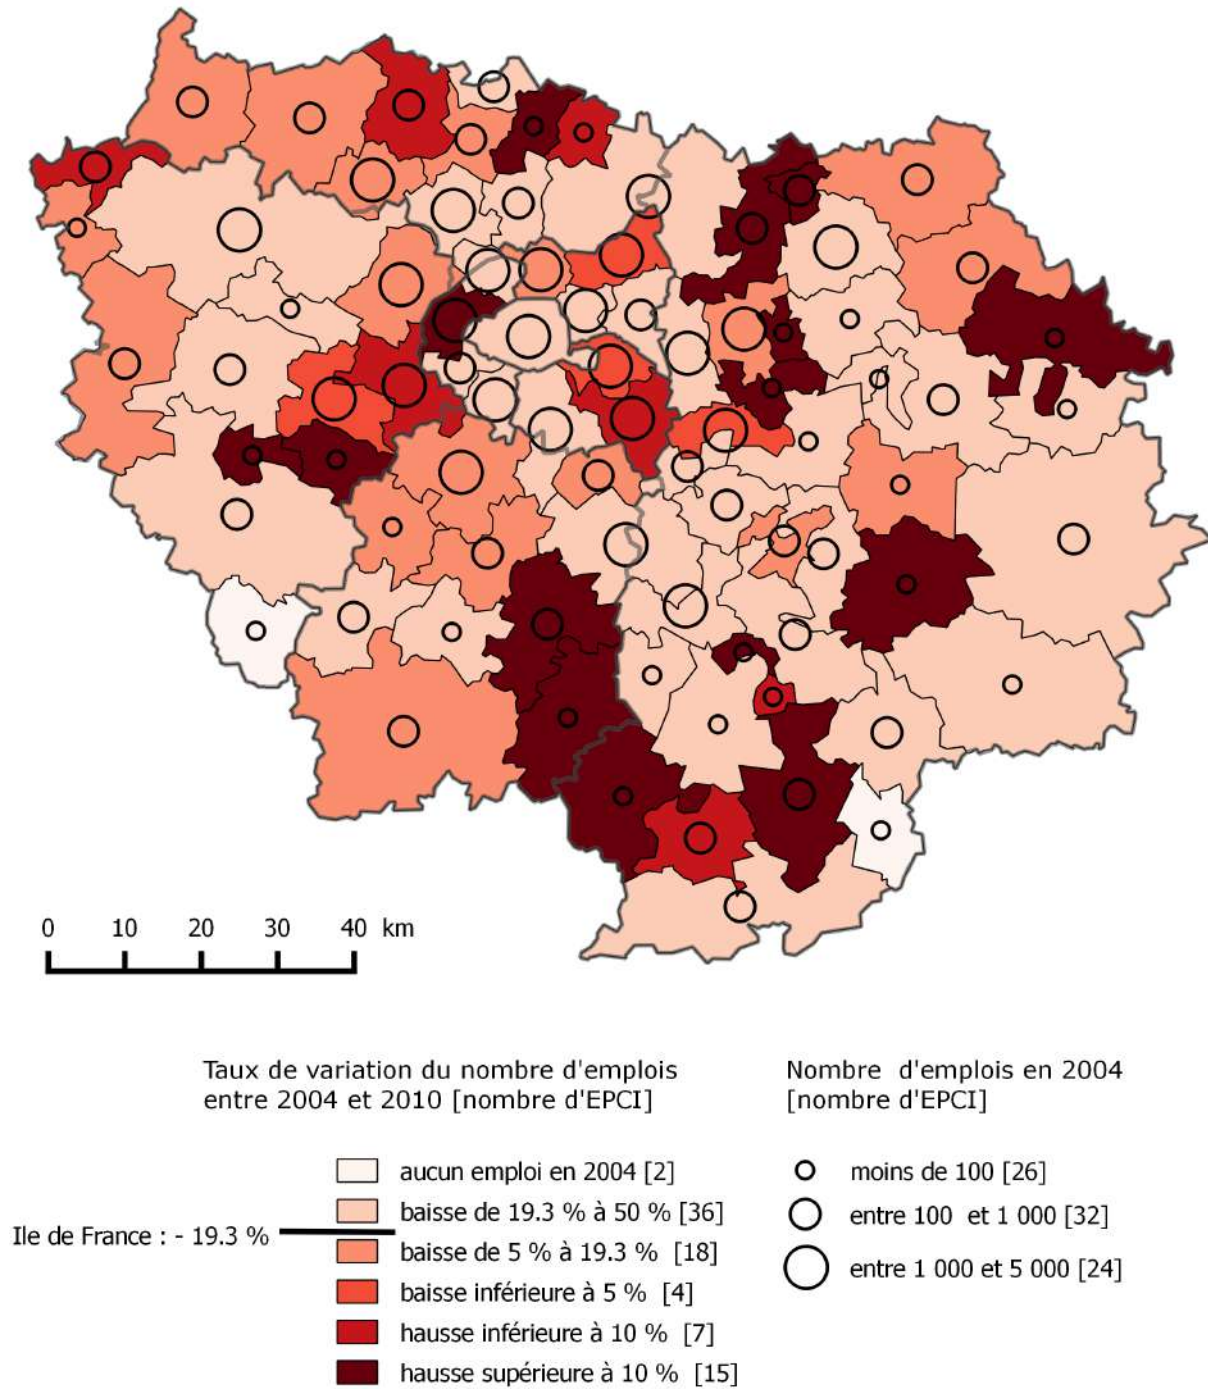 0 10 20 30 40 km
Taux de variation du nombre d'emplois
entre 2004 et 2010 [nombre d'EPCI]
aucun emploi en 2004 [2]
baisse de 19.3 % à 50 % [36]
Ile de France : - 19.3 %
baisse de 5 % à 19.3 % [18]
baisse inférieure à 5 % [4]
hausse inférieure à 10 % [7]
hausse supérieure à 10 % [15]
Nombre d'emplois en 2004
[nombre d'EPCI]
moins de 100 [26]
entre 100 et 1 000 [32]
entre 1 000 et 5 000 [24]